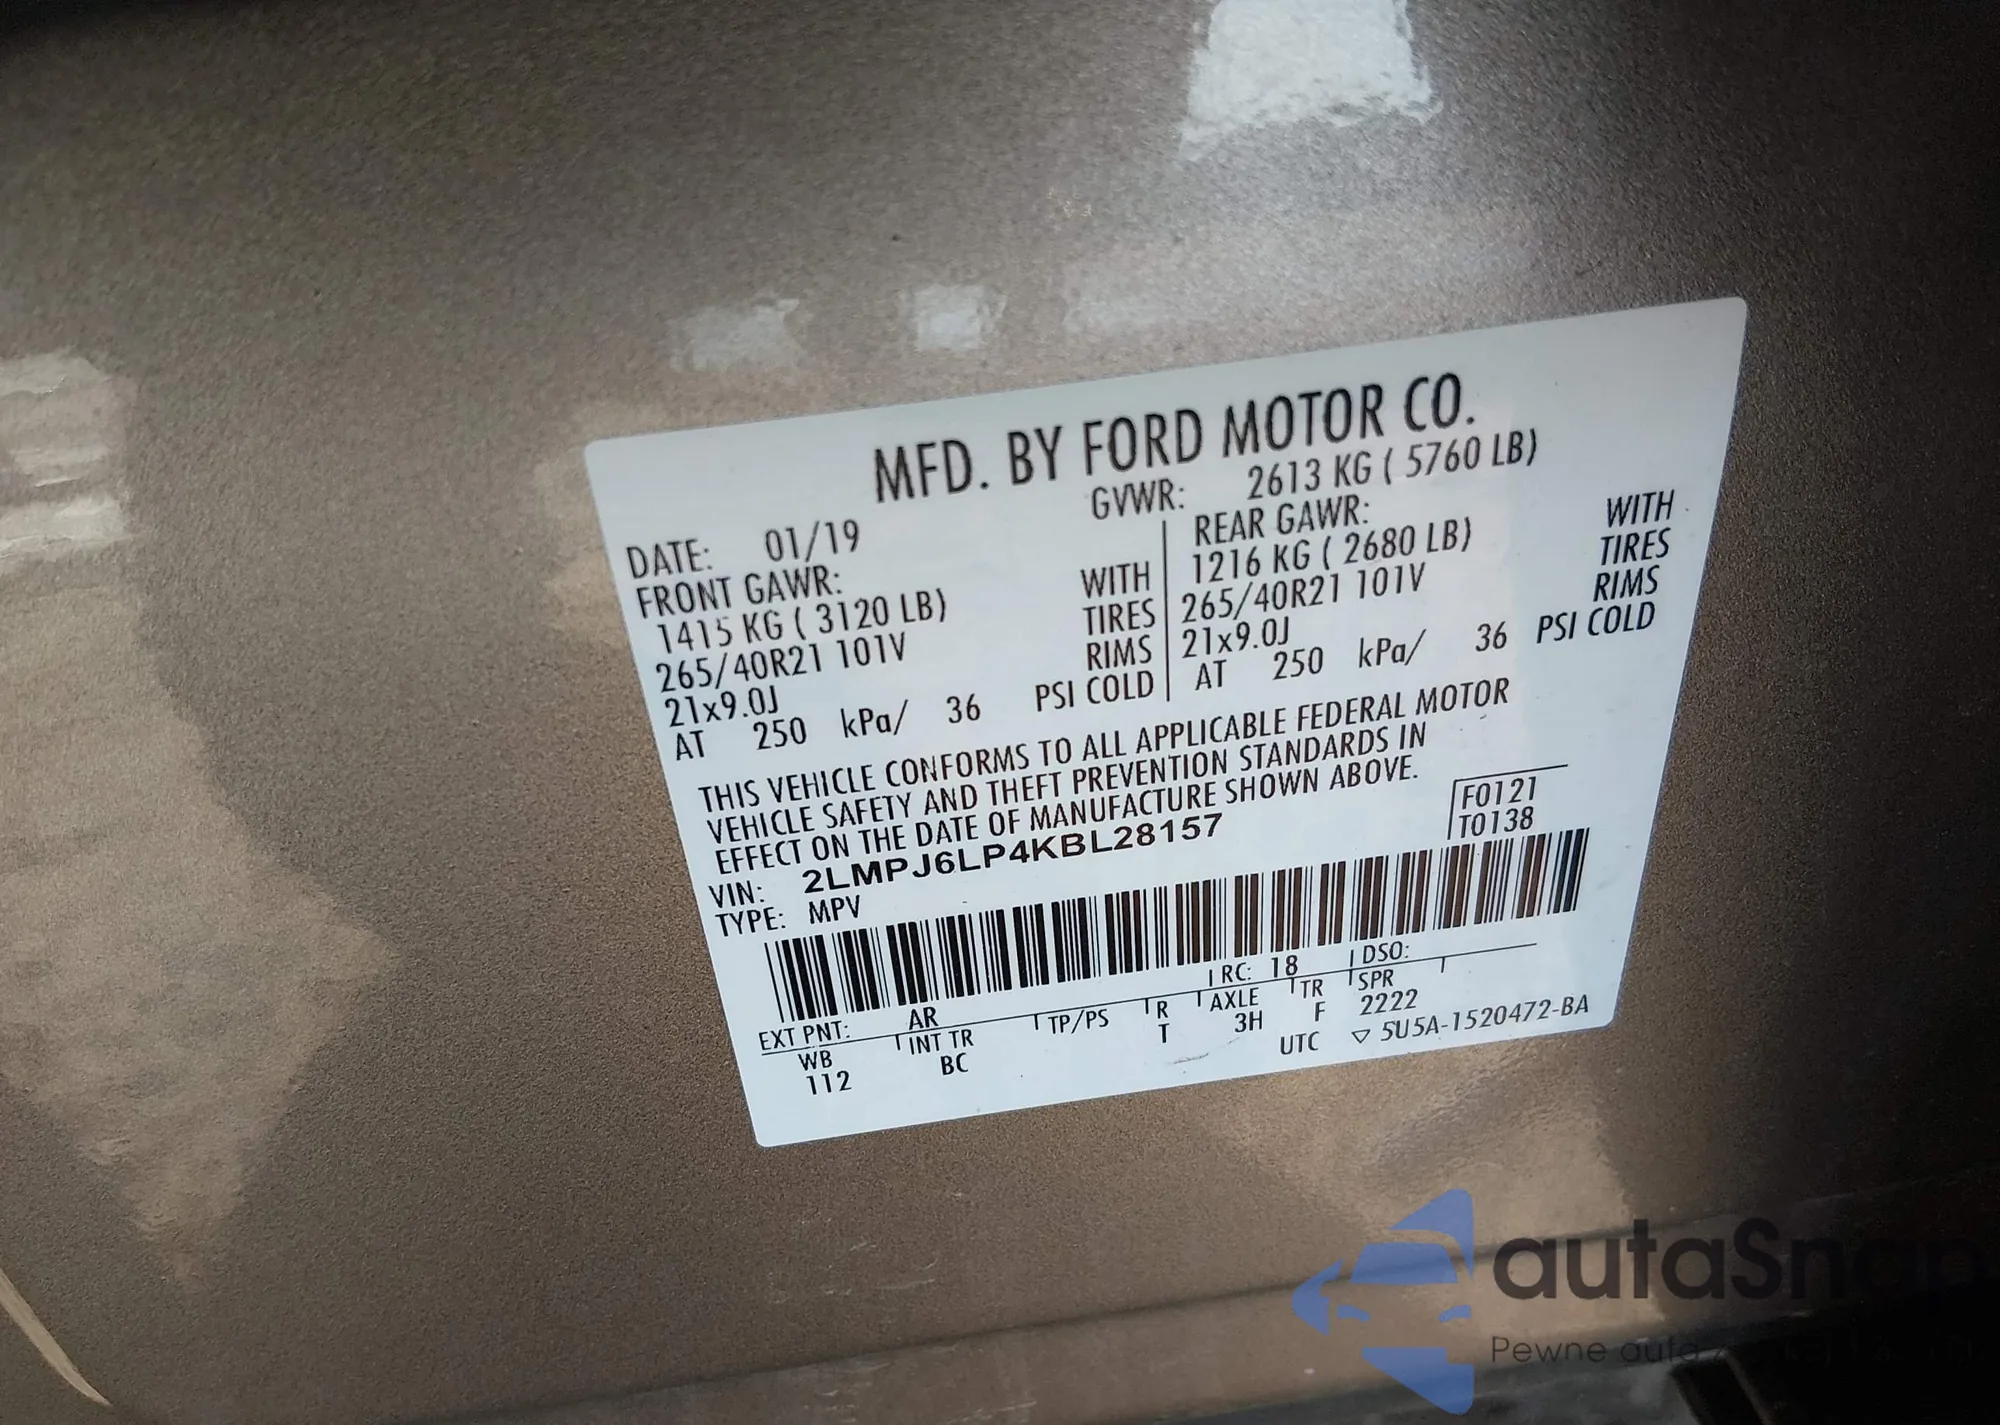 MFD. BY FORD MOTOR CO.
DATE: 01/19 GVWR: 2613 KG ( 5760 LB)
FRONT GAWR: REAR GAWR:
1415 KG ( 3120 LB) WITH 1216 KG ( 2680 LB) WITH
265/40R21 101V TIRES 265/40R21 101V TIRES
21x9.0J RIMS 21x9.0J RIMS
AT 250 kPa/ 36 PSI COLD AT 250 kPa/ 36 PSI COLD
THIS VEHICLE CONFORMS TO ALL APPLICABLE FEDERAL MOTOR
VEHICLE SAFETY AND THEFT PREVENTION STANDARDS IN
EFFECT ON THE DATE OF MANUFACTURE SHOWN ABOVE.
VIN: 2LMPJ6LP4KBL28157 F0121
TYPE: MPV T0138
EXT PNT: AR RC: 18 DSO:
WB INT TR TP/PS R AXLE TR SPR
112 BC T 3H F 2222
UTC ▽ 5U5A-1520472-BA
autaSnap
Pewne auta